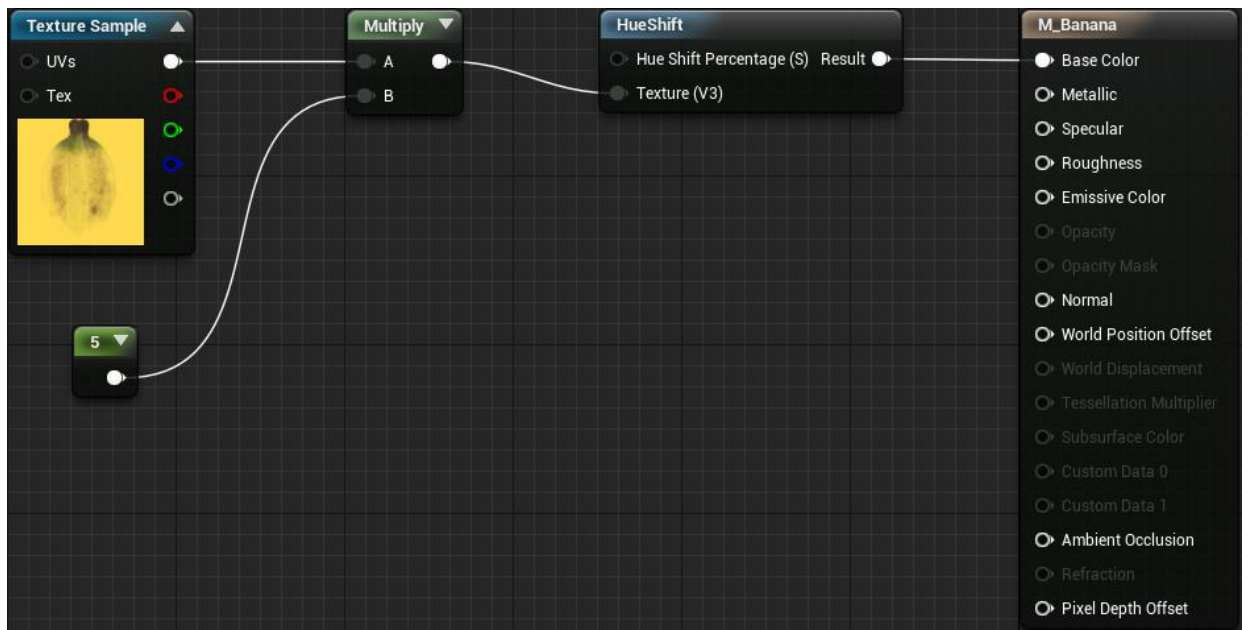 Texture Sample
UVs
Tex
5
Multiply
A
B
HueShift
Hue Shift Percentage (S) Result
Texture (V3)
M_Banana
Base Color
Metallic
Specular
Roughness
Emissive Color
Opacity
Opacity Mask
Normal
World Position Offset
World Displacement
Tessellation Multiplier
Subsurface Color
Custom Data 0
Custom Data 1
Ambient Occlusion
Refraction
Pixel Depth Offset